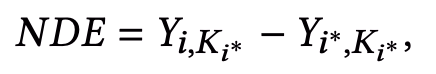 NDE = Y_{i,K_{i^*}} − Y_{i^*,K_{i^*}},